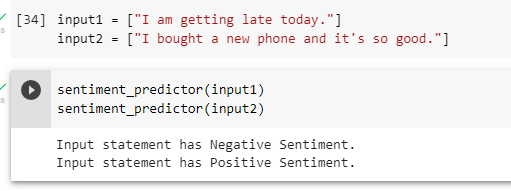 [34] input1 = ["I am getting late today."]
input2 = ["I bought a new phone and it's so good."]
s
sentiment_predictor(input1)
sentiment_predictor(input2)
s
Input statement has Negative Sentiment.
Input statement has Positive Sentiment.